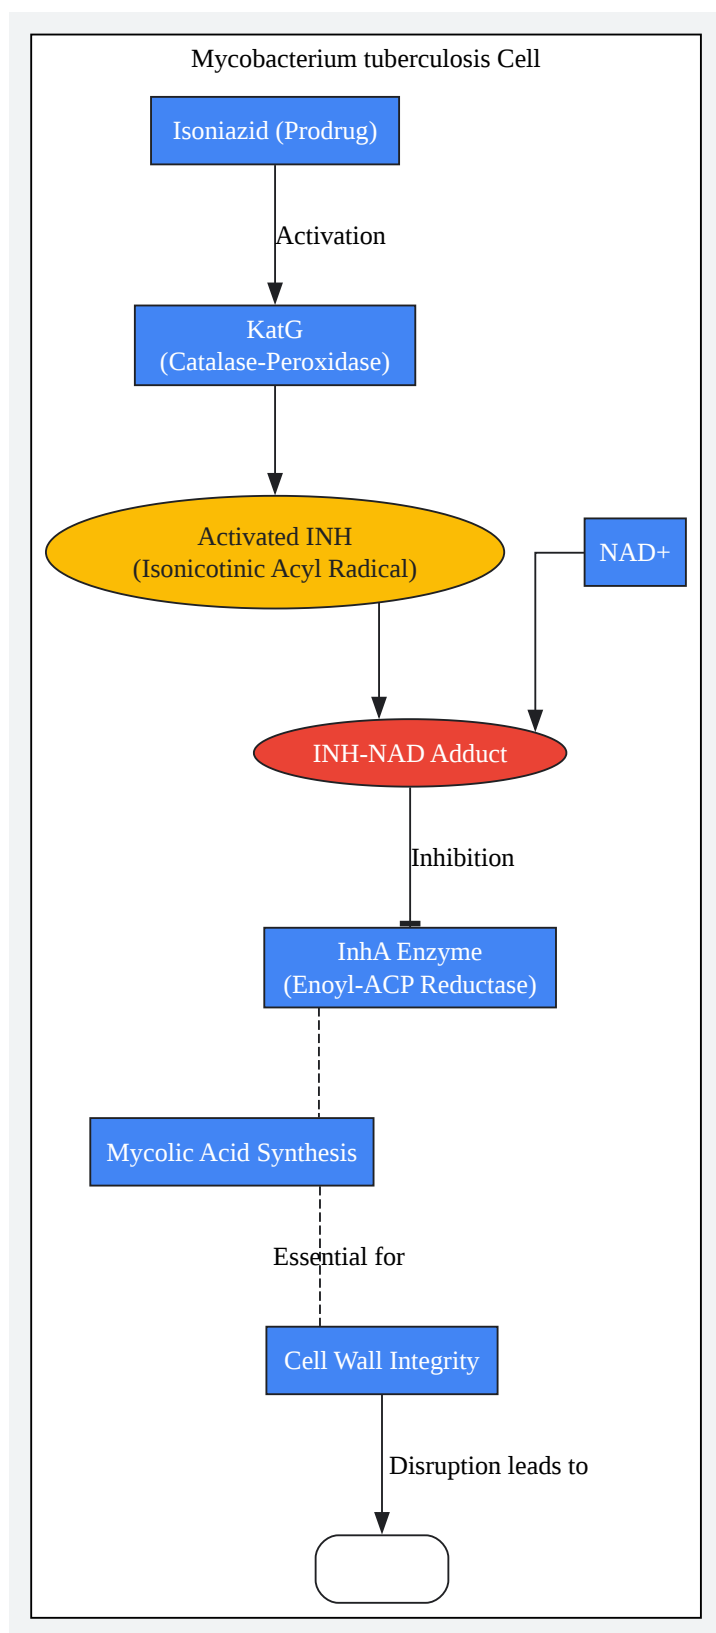 Mycobacterium tuberculosis Cell
Isoniazid (Prodrug)
Activation
KatG
(Catalase-Peroxidase)
Activated INH
(Isonicotinic Acyl Radical)
NAD+
INH-NAD Adduct
Inhibition
InhA Enzyme
(Enoyl-ACP Reductase)
Mycolic Acid Synthesis
Essential for
Cell Wall Integrity
Disruption leads to